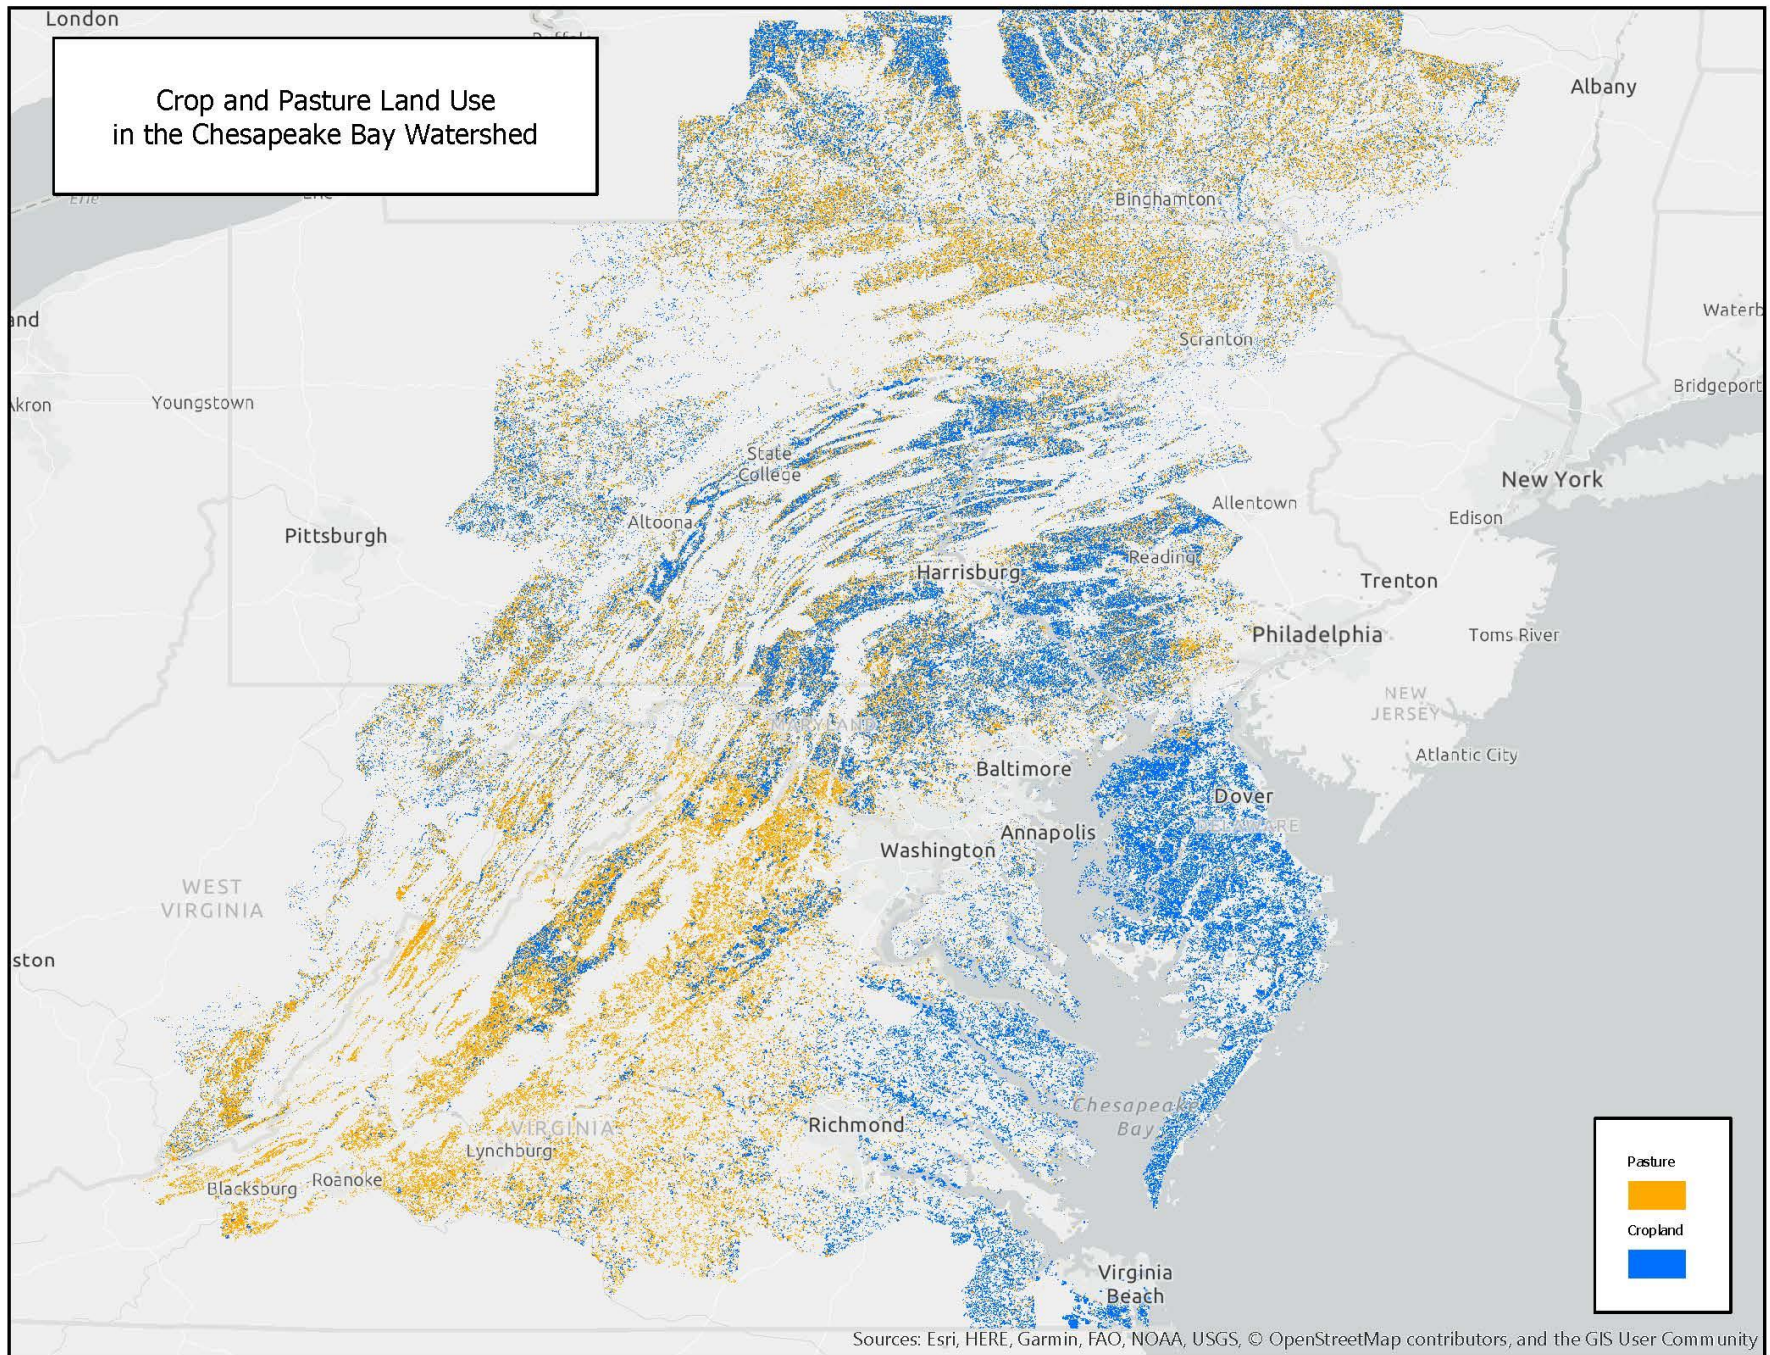 London
Crop and Pasture Land Use
in the Chesapeake Bay Watershed
Albany
Erie
Binghamton
Waterb
Scranton
Bridgeport
Akron
Youngstown
State
College
New York
Allentown
Edison
Altoona
Pittsburgh
Reading
Harrisburg
Trenton
Philadelphia
Toms River
NEW
JERSEY
MARYLAND
Atlantic City
Baltimore
Dover
DELAWARE
Annapolis
Washington
WEST
VIRGINIA
ston
Chesapeake
Bay
Richmond
VIRGINIA
Lynchburg
Roanoke
Blacksburg
Pasture
Cropland
Virginia
Beach
Sources: Esri, HERE, Garmin, FAO, NOAA, USGS, © OpenStreetMap contributors, and the GIS User Community